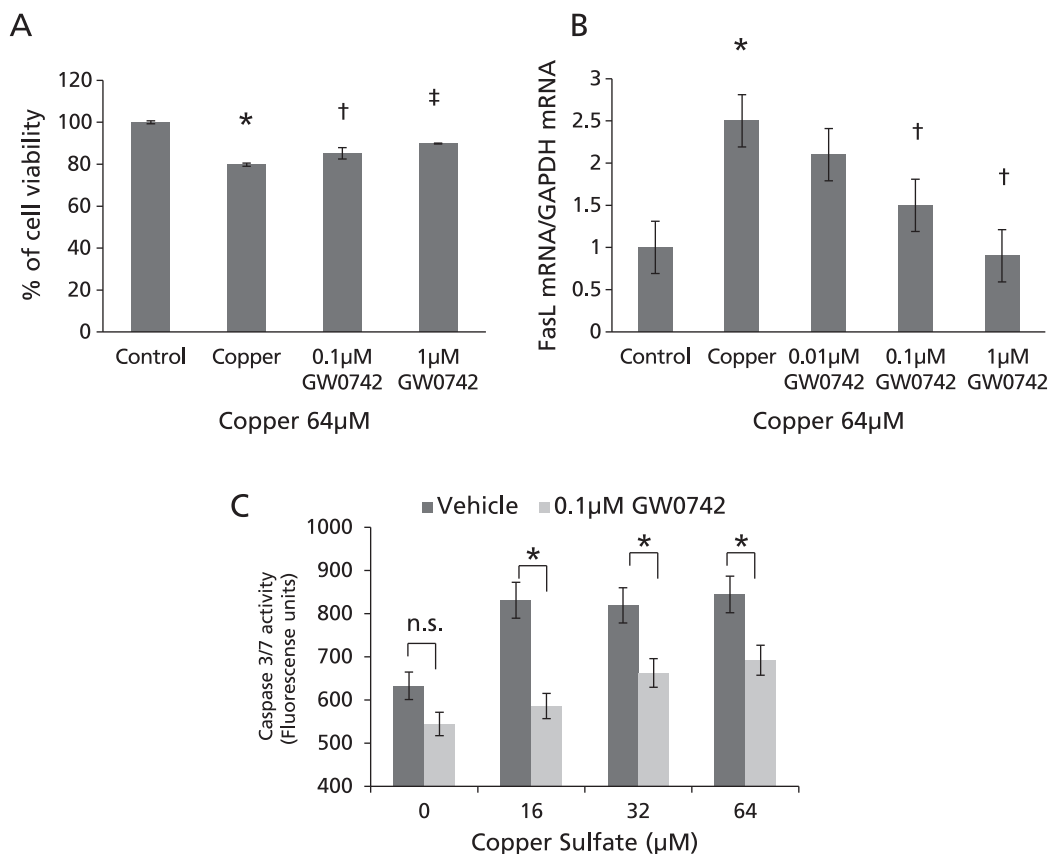 A
% of cell viability
120
100
80
60
40
20
0
*
†
‡
Control
Copper
0.1µM
GW0742
1µM
GW0742
Copper 64µM
B
FasL mRNA/GAPDH mRNA
3
2.5
2
1.5
1
0.5
0
*
†
†
Control
Copper
0.01µM
GW0742
0.1µM
GW0742
1µM
GW0742
Copper 64µM
C
Vehicle 0.1µM GW0742
Caspase 3/7 activity
(Fluorescense units)
1000
900
800
700
600
500
400
n.s.
*
*
*
0 16 32 64
Copper Sulfate (µM)